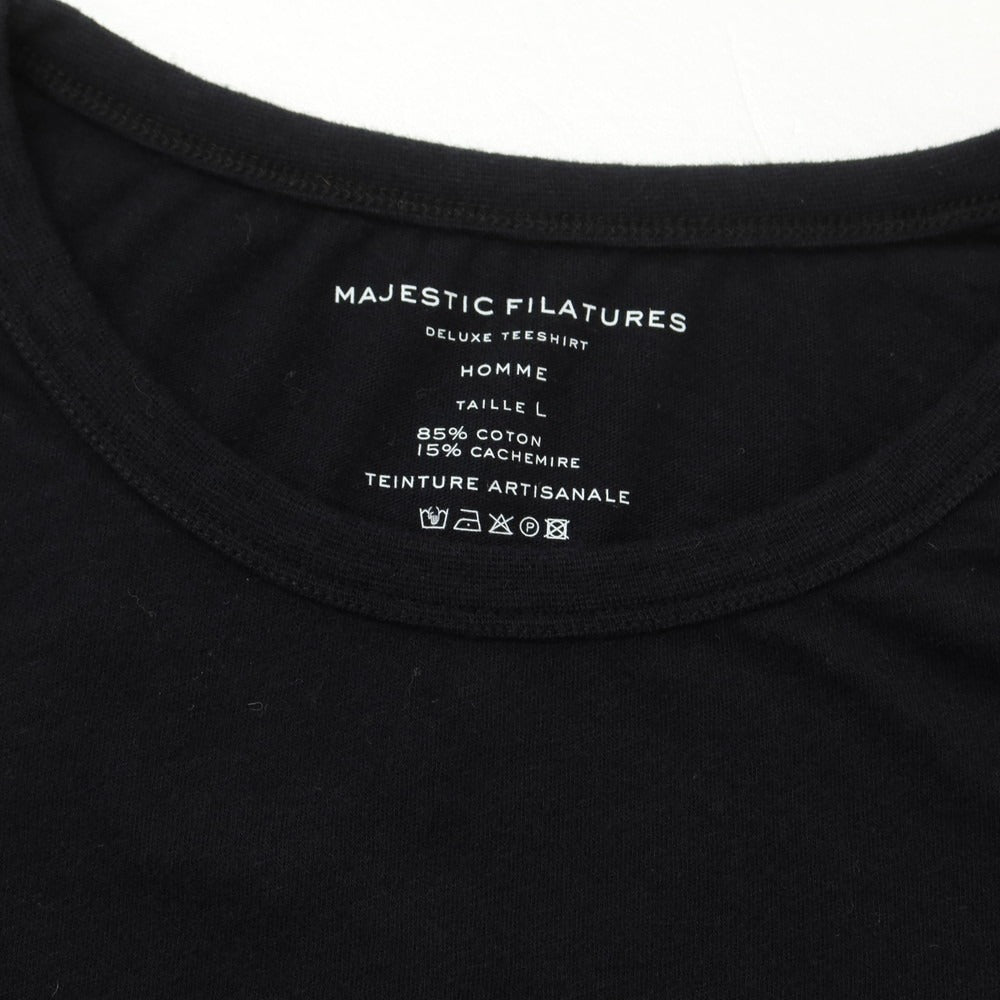 MAJESTIC FILATURES
DELUXE TEESHIRT
HOMME
TAILLE L
85% COTON
15% CACHEMIRE
TEINTURE ARTISANALE
P